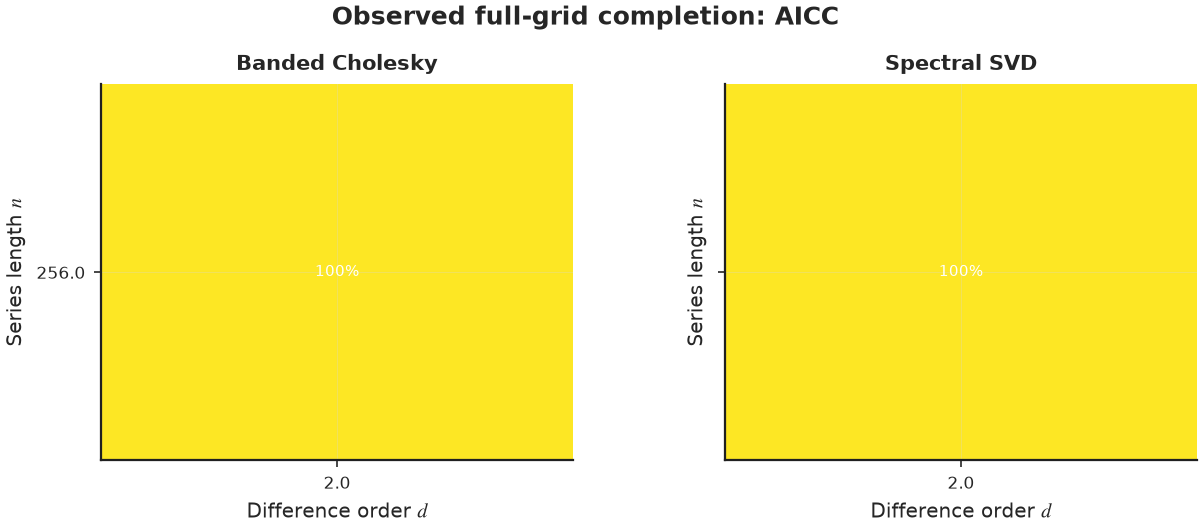 Observed full-grid completion: AICC
Banded Cholesky
Series length n
256.0
100%
2.0
Difference order d
Spectral SVD
Series length n
100%
2.0
Difference order d